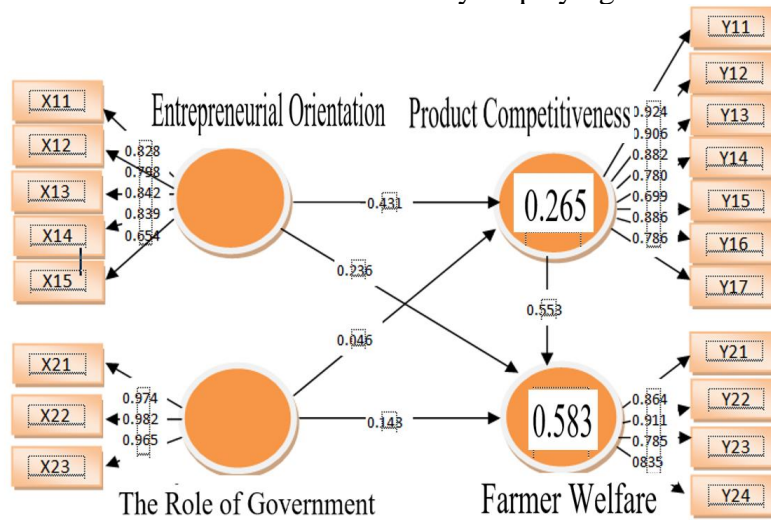 Y11
X11
Entrepreneurial Orientation
Product Competitiveness
Y12
X12
Y13
X13
Y14
X14
Y15
X15
Y16
Y17
0.828
0.798
0.842
0.839
0.654
0.924
0.906
0.882
0.780
0.699
0.886
0.786
0.431
0.265
0.236
0.553
0.046
0.143
X21
X22
X23
0.974
0.982
0.965
0.583
0.864
0.911
0.785
0835
Y21
Y22
Y23
Y24
The Role of Government
Farmer Welfare